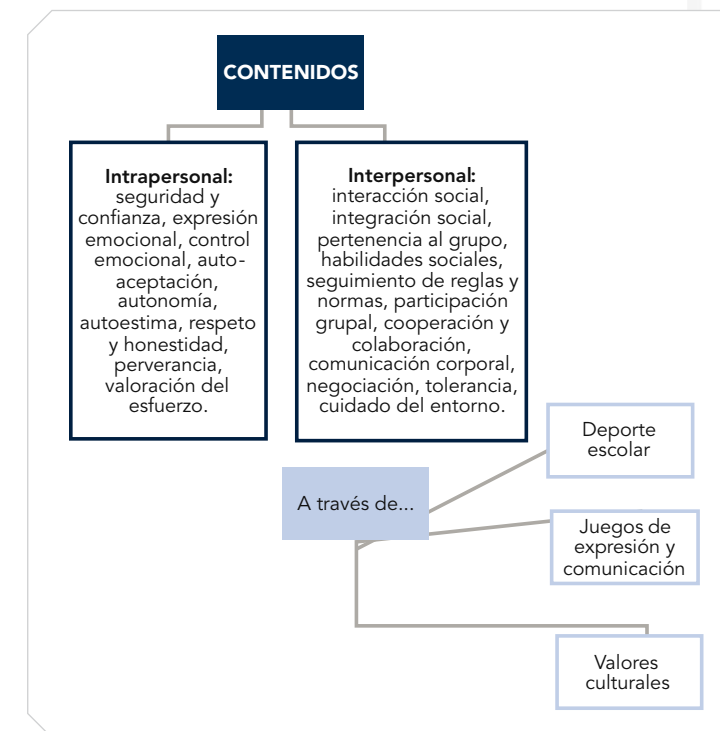 CONTENIDOS
Intrapersonal:
seguridad y
confianza, expresión
emocional, control
emocional, auto-
aceptación,
autonomía,
autoestima, respeto
y honestidad,
perverancia,
valoración del
esfuerzo.
Interpersonal:
interacción social,
integración social,
pertenencia al grupo,
habilidades sociales,
seguimiento de reglas y
normas, participación
grupal, cooperación y
colaboración,
comunicación corporal,
negociación, tolerancia,
cuidado del entorno.
A través de...
Deporte
escolar
Juegos de
expresión y
comunicación
Valores
culturales